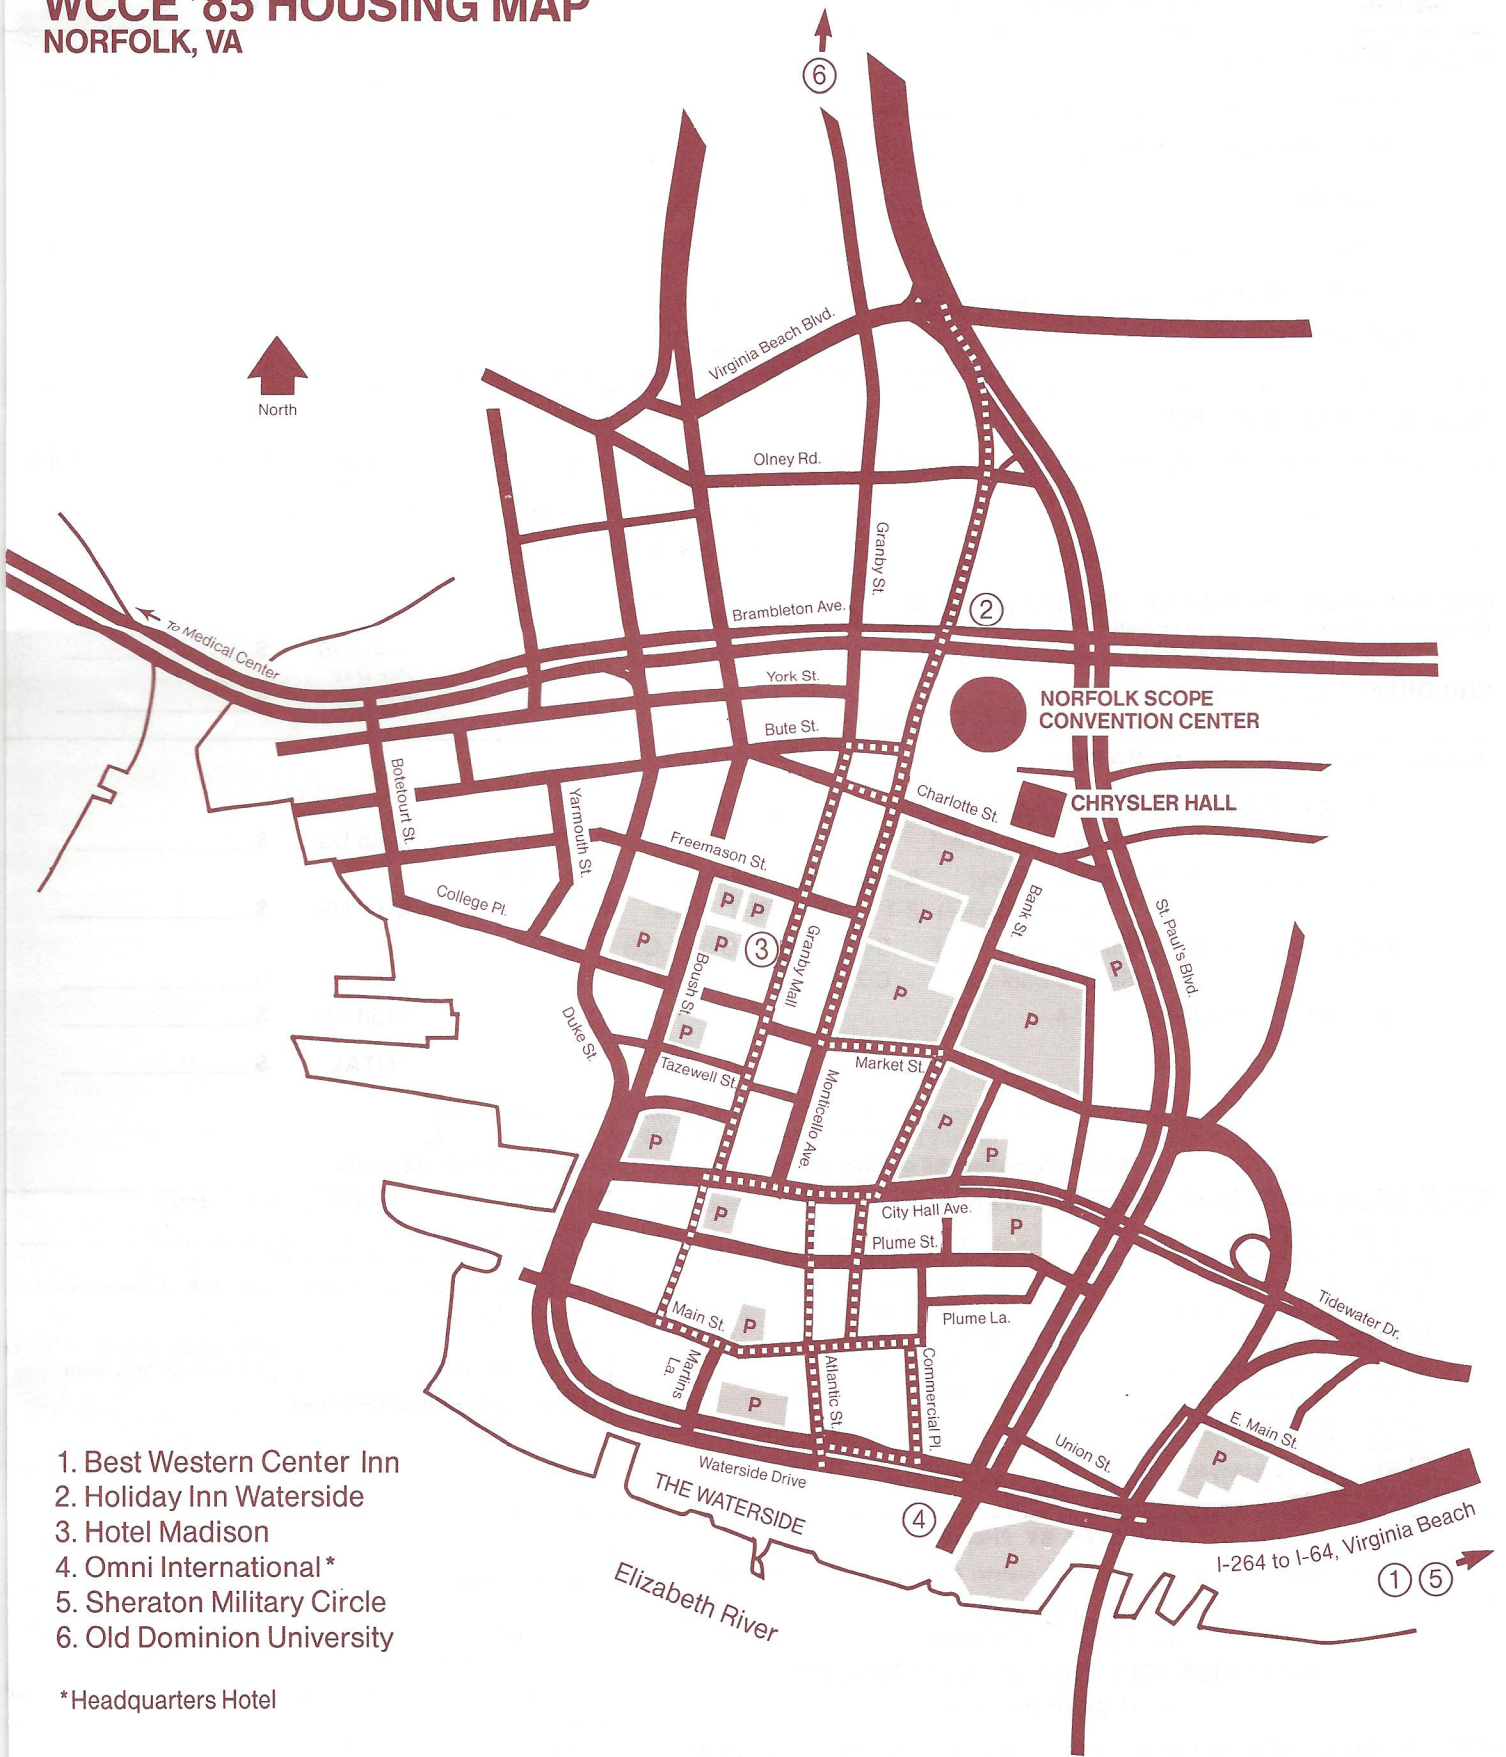 WCCE '85 HOUSING MAP
NORFOLK, VA
6
North
Virginia Beach Blvd.
Olney Rd.
Granby St.
Brambleton Ave.
2
To Medical Center
York St.
NORFOLK SCOPE
CONVENTION CENTER
Bute St.
Botetourt St.
Yarmouth St.
Charlotte St.
CHRYSLER HALL
Freemason St.
P
College Pl.
P
P
P
Bank St.
St. Paul's Blvd.
P
P
3
Granby Mall
P
Boush St.
P
P
P
Duke St.
Tazewell St.
Market St.
Monticello Ave.
P
P
P
P
City Hall Ave.
P
Plume St.
Main St.
P
Plume La.
Tidewater Dr.
Martins
La.
Atlantic St.
Commercial Pl.
P
E. Main St.
Union St.
P
Waterside Drive
THE WATERSIDE
4
P
Elizabeth River
I-264 to I-64, Virginia Beach
1 5
1. Best Western Center Inn
2. Holiday Inn Waterside
3. Hotel Madison
4. Omni International*
5. Sheraton Military Circle
6. Old Dominion University
*Headquarters Hotel